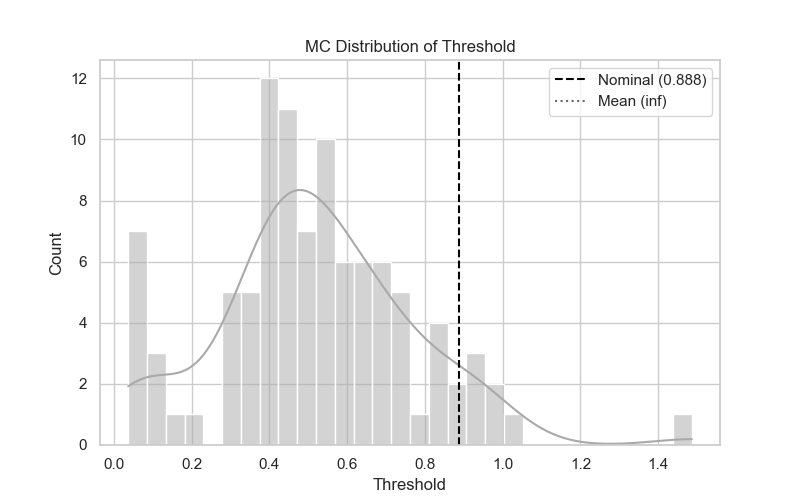 MC Distribution of Threshold
Nominal (0.888)
Mean (inf)
Count
12
10
8
6
4
2
0
0.0 0.2 0.4 0.6 0.8 1.0 1.2 1.4
Threshold